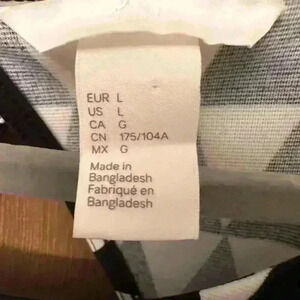 EUR L
US L
CA G
CN 175/104A
MX G
Made in
Bangladesh
Fabriqué en
Bangladesh